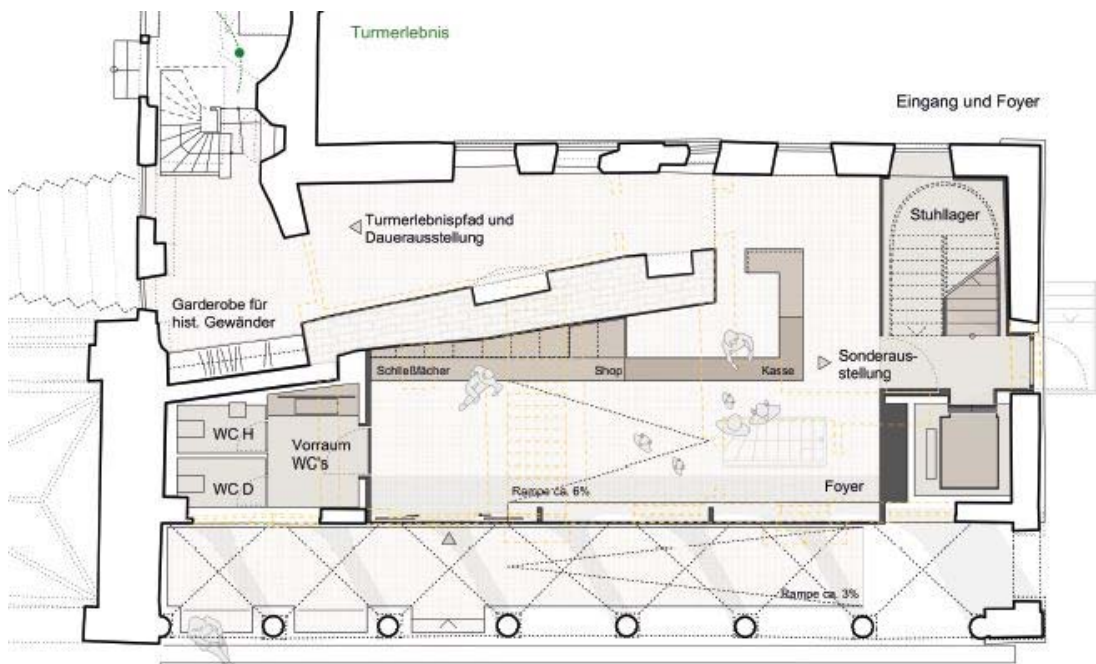 Turmerlebnis
Eingang und Foyer
Stuhllager
Turmerlebnispfad und
Dauerausstellung
Garderobe für
hist. Gewänder
Schließfächer
Shop
Kasse
Sonderaus-
stellung
WC H
Vorraum
WC's
WC D
Rampe ca. 6%
Foyer
Rampe ca. 3%